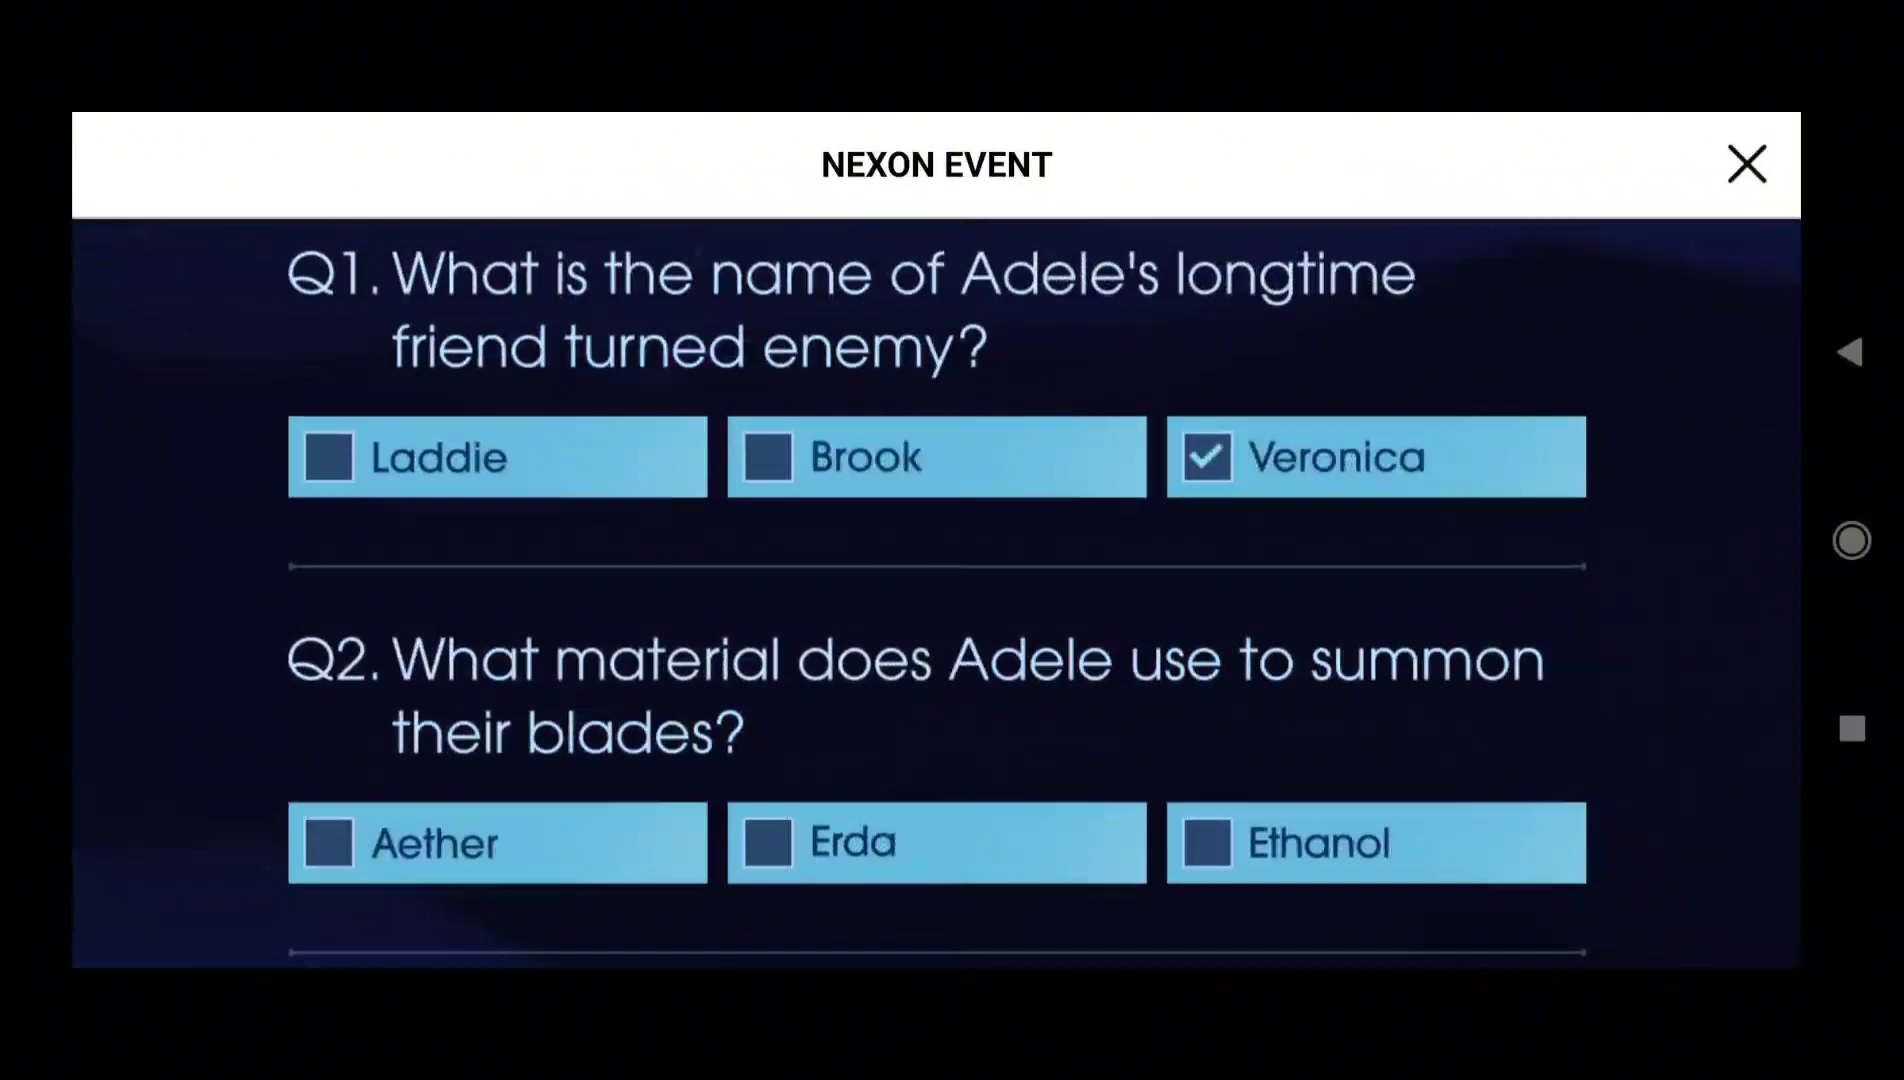 NEXON EVENT
Q1. What is the name of Adele's longtime
friend turned enemy?
Laddie
Brook
Veronica
Q2. What material does Adele use to summon
their blades?
Aether
Erda
Ethanol